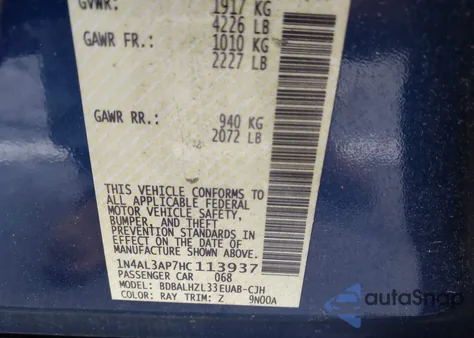 GVWR: 1917 KG
4226 LB
GAWR FR.: 1010 KG
2227 LB
GAWR RR.: 940 KG
2072 LB
THIS VEHICLE CONFORMS TO
ALL APPLICABLE FEDERAL
MOTOR VEHICLE SAFETY,
BUMPER, AND THEFT
PREVENTION STANDARDS
IN EFFECT ON THE DATE
OF MANUFACTURE
SHOWN ABOVE.
1N4AL3AP7HC113937
PASSENGER CAR 068
MODEL: BDBALHZL33EUAB-CJH
COLOR: RAY TRIM: Z 9N00A
autoSnap